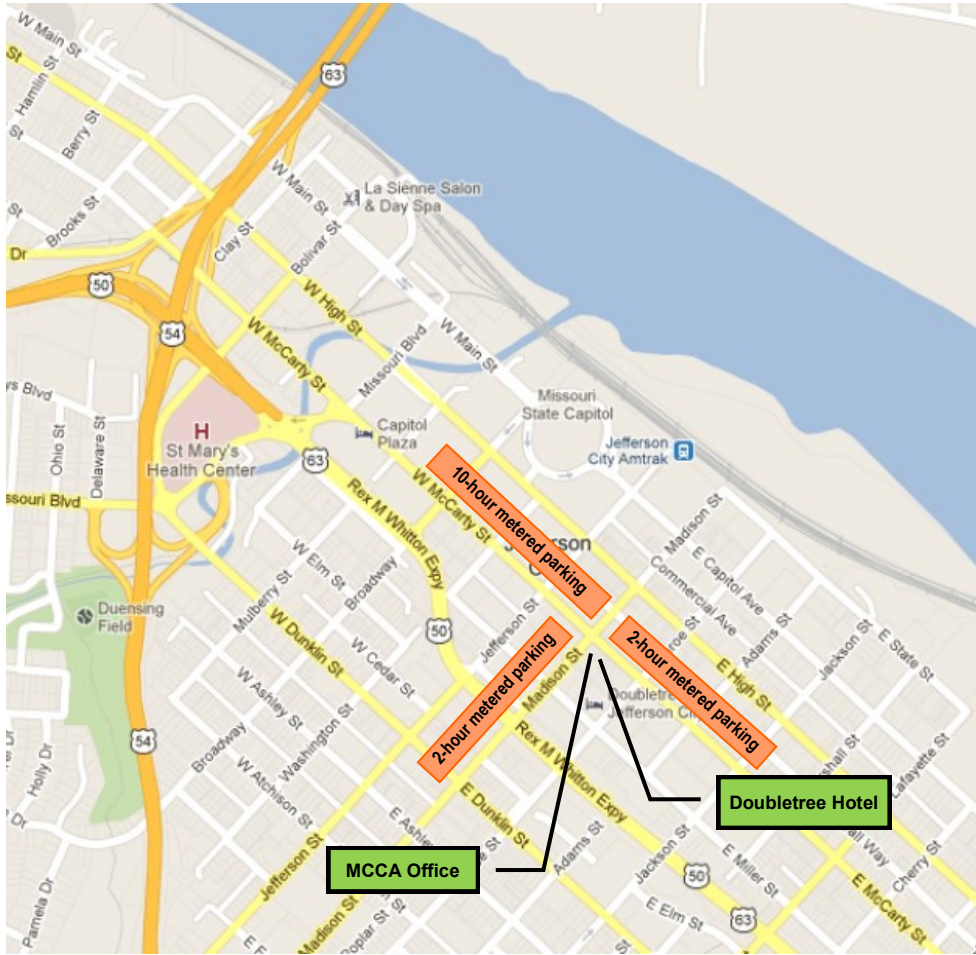 W Main St
St
Hamlin St
Berry St
63
W Main St
La Sienne Salon
& Day Spa
Brooks St
Clay St
Bolivar St
Dr
50
54
W High St
W McCarty St
Missouri Blvd
W Main St
Missouri
State Capitol
ys Blvd
Ohio St
Delaware St
H
St Mary's
Health Center
Capitol
Plaza
63
Jefferson
City Amtrak
ssouri Blvd
Rex M Whitton Expy
W McCarty St
10-hour metered parking
Madison St
E Capitol Ave
Commercial Ave
Duensing
Field
W Elm St
Mulberry St
Broadway
W Dunklin St
W Cedar St
50
Jefferson St
2-hour metered parking
Madison St
2-hour metered parking
roe St
Adams St
Jackson St
E State St
E High St
Doubletree
Jefferson City
W Ashley St
Washington St
Broadway
54
W Atchison St
Holly Dr
Rex M Whitton Expy
E Dunklin St
Lafayette St
Doubletree Hotel
MCCA Office
Jefferson St
Adams St
Jackson St
E Miller St
Cherry St
50
63
E Elm St
E McCarty St
Madison St
Poplar St
Pamela Dr